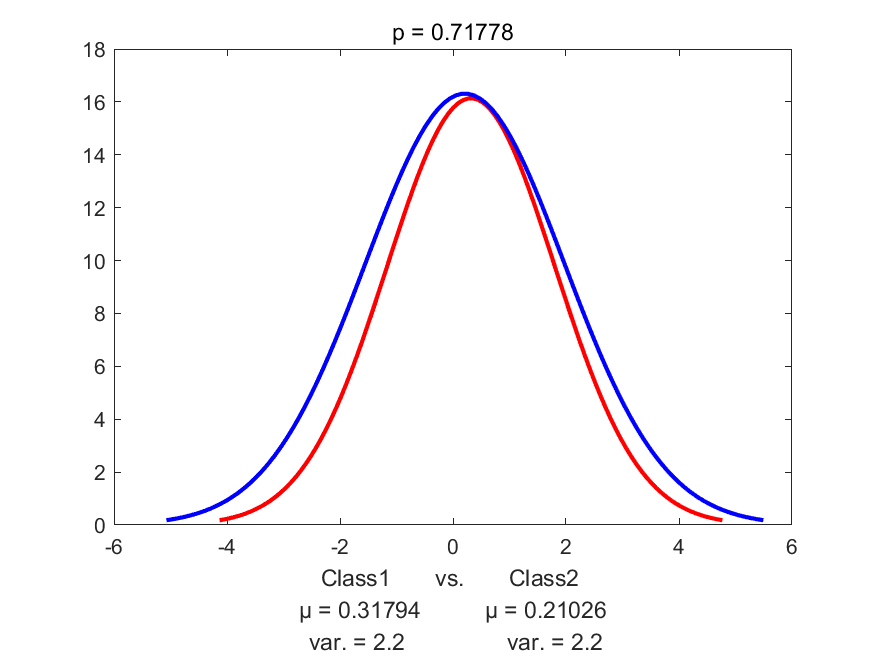 p = 0.71778
18
16
14
12
10
8
6
4
2
0
-6 -4 -2 0 2 4 6
Class1 vs. Class2
μ = 0.31794 μ = 0.21026
var. = 2.2 var. = 2.2